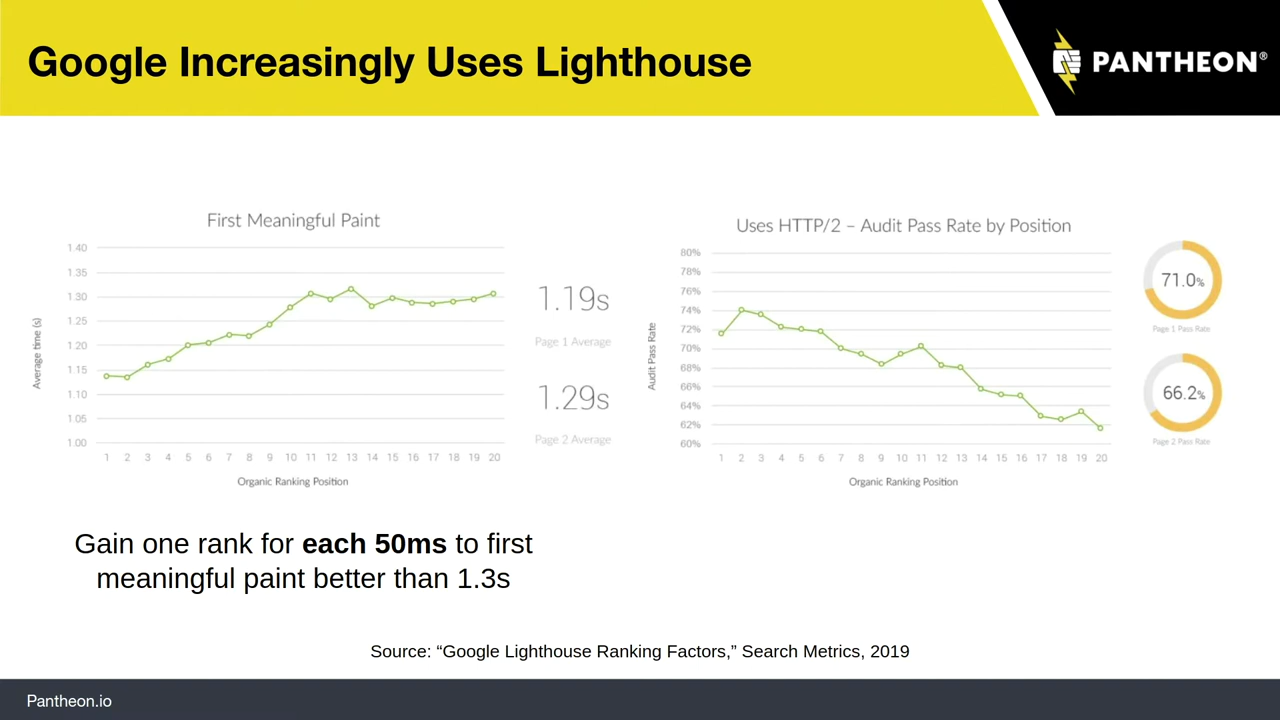 Google Increasingly Uses Lighthouse
PANTHEON®
First Meaningful Paint
1.40
1.35
1.30
1.25
1.20
1.15
1.10
1.05
1.00
Average time (s)
1 2 3 4 5 6 7 8 9 10 11 12 13 14 15 16 17 18 19 20
Organic Ranking Position
1.19s
Page 1 Average
1.29s
Page 2 Average
Uses HTTP/2 – Audit Pass Rate by Position
80%
78%
76%
74%
72%
70%
68%
66%
64%
62%
60%
Audit Pass Rate
1 2 3 4 5 6 7 8 9 10 11 12 13 14 15 16 17 18 19 20
Organic Ranking Position
71.0%
Page 1 Pass Rate
66.2%
Page 2 Pass Rate
Gain one rank for each 50ms to first
meaningful paint better than 1.3s
Source: “Google Lighthouse Ranking Factors,” Search Metrics, 2019
Pantheon.io